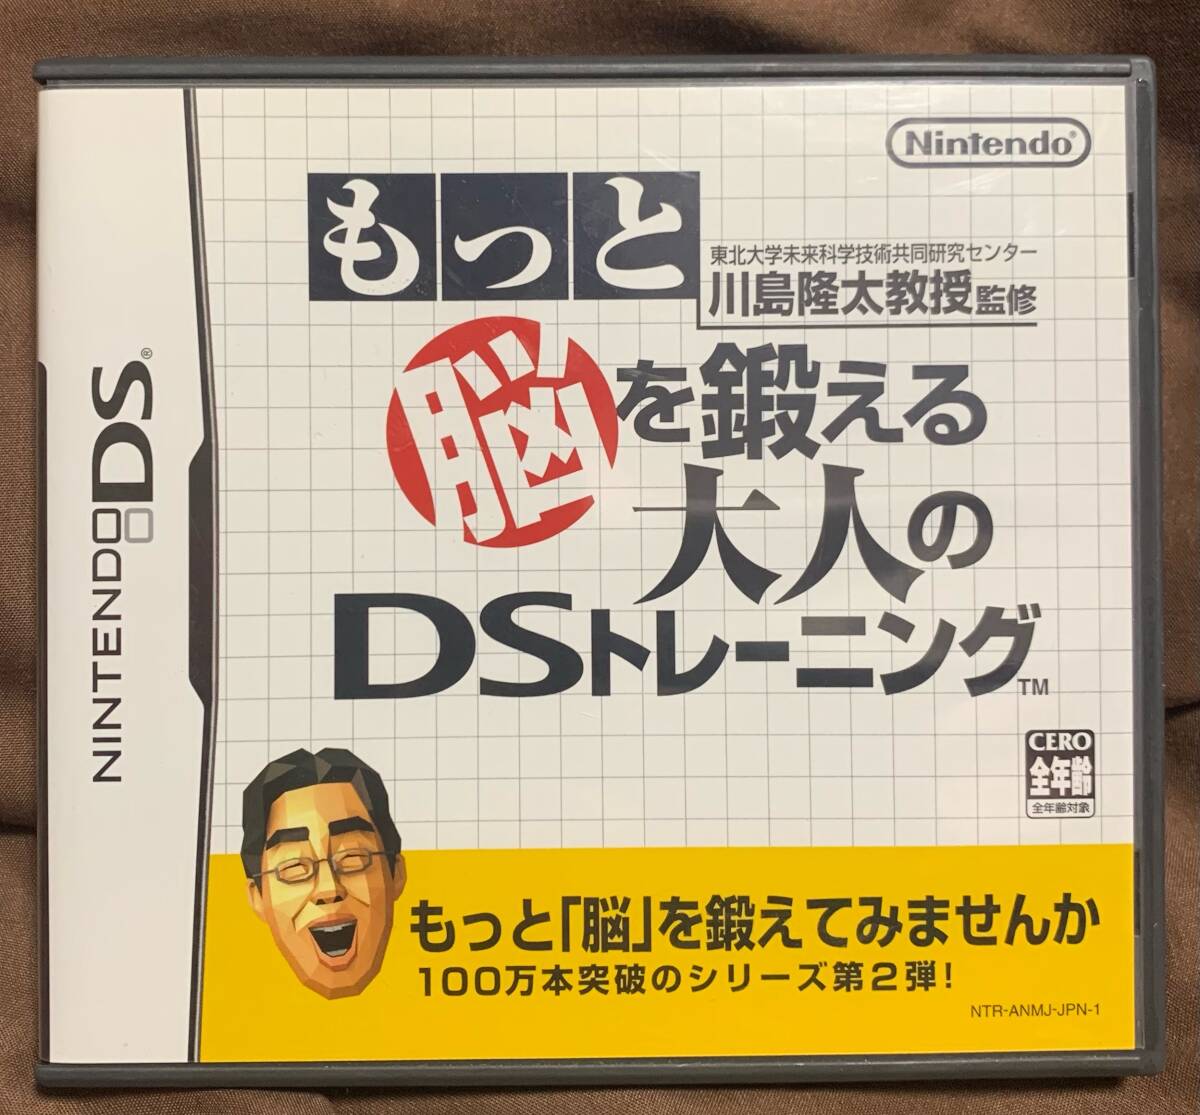 NINTENDO DS®
Nintendo®
もっと
東北大学未来科学技術共同研究センター
川島隆太教授監修
脳を鍛える
大人の
DSトレーニング™
CERO
全年齢
全年齢対象
もっと「脳」を鍛えてみませんか
100万本突破のシリーズ第2弾!
NTR-ANMJ-JPN-1